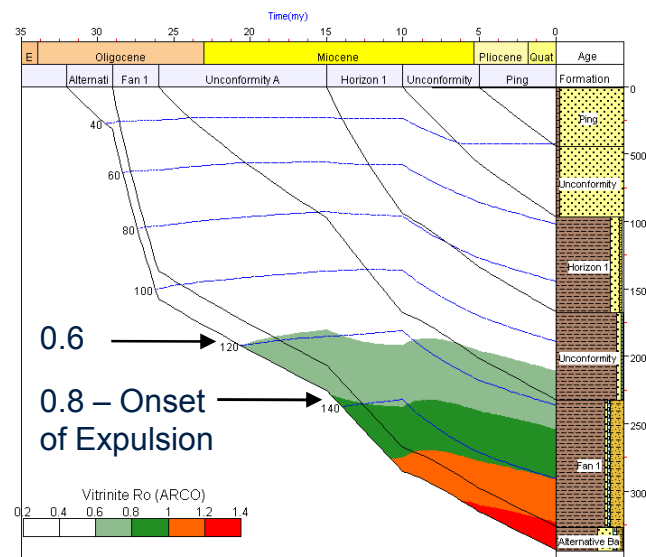 Time(my)
35 30 25 20 15 10 5 0
E Oligocene Miocene Pliocene Quat Age
Alternati Fan 1 Unconformity A Horizon 1 Unconformity Ping Formation
0
Ping
40
500
60
Unconformity
80
1000
Horizon 1
100
1500
0.6
120
Unconformity
2000
0.8 – Onset
of Expulsion
140
2500
Fan 1
Vitrinite Ro (ARCO)
3000
0.2 0.4 0.6 0.8 1 1.2 1.4
Alternative Ba